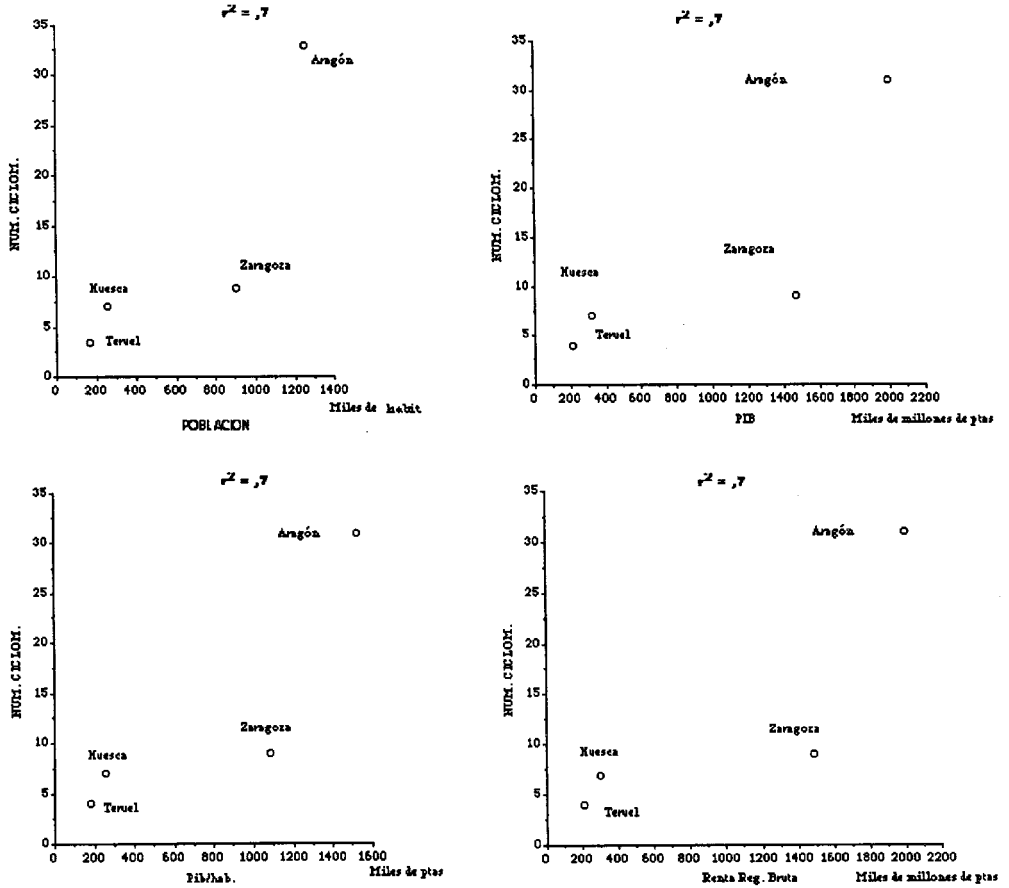 r² = ,7
35
30
25
20
15
10
5
0
NUM. CICLOM.
Aragón
Zaragoza
Huesca
Teruel
0 200 400 600 800 1000 1200 1400
Miles de habit.
POBLACION
r² = ,7
35
30
25
20
15
10
5
0
NUM. CICLOM.
Aragón
Zaragoza
Huesca
Teruel
0 200 400 600 800 1000 1200 1400 1600 1800 2000 2200
PIB
Miles de millones de ptas
r² = ,7
35
30
25
20
15
10
5
0
NUM. CICLOM.
Aragón
Zaragoza
Huesca
Teruel
0 200 400 600 800 1000 1200 1400 1600
Pib/hab.
Miles de ptas
r² = ,7
35
30
25
20
15
10
5
0
NUM. CICLOM.
Aragón
Zaragoza
Huesca
Teruel
0 200 400 600 800 1000 1200 1400 1600 1800 2000 2200
Renta Reg. Bruta
Miles de millones de ptas